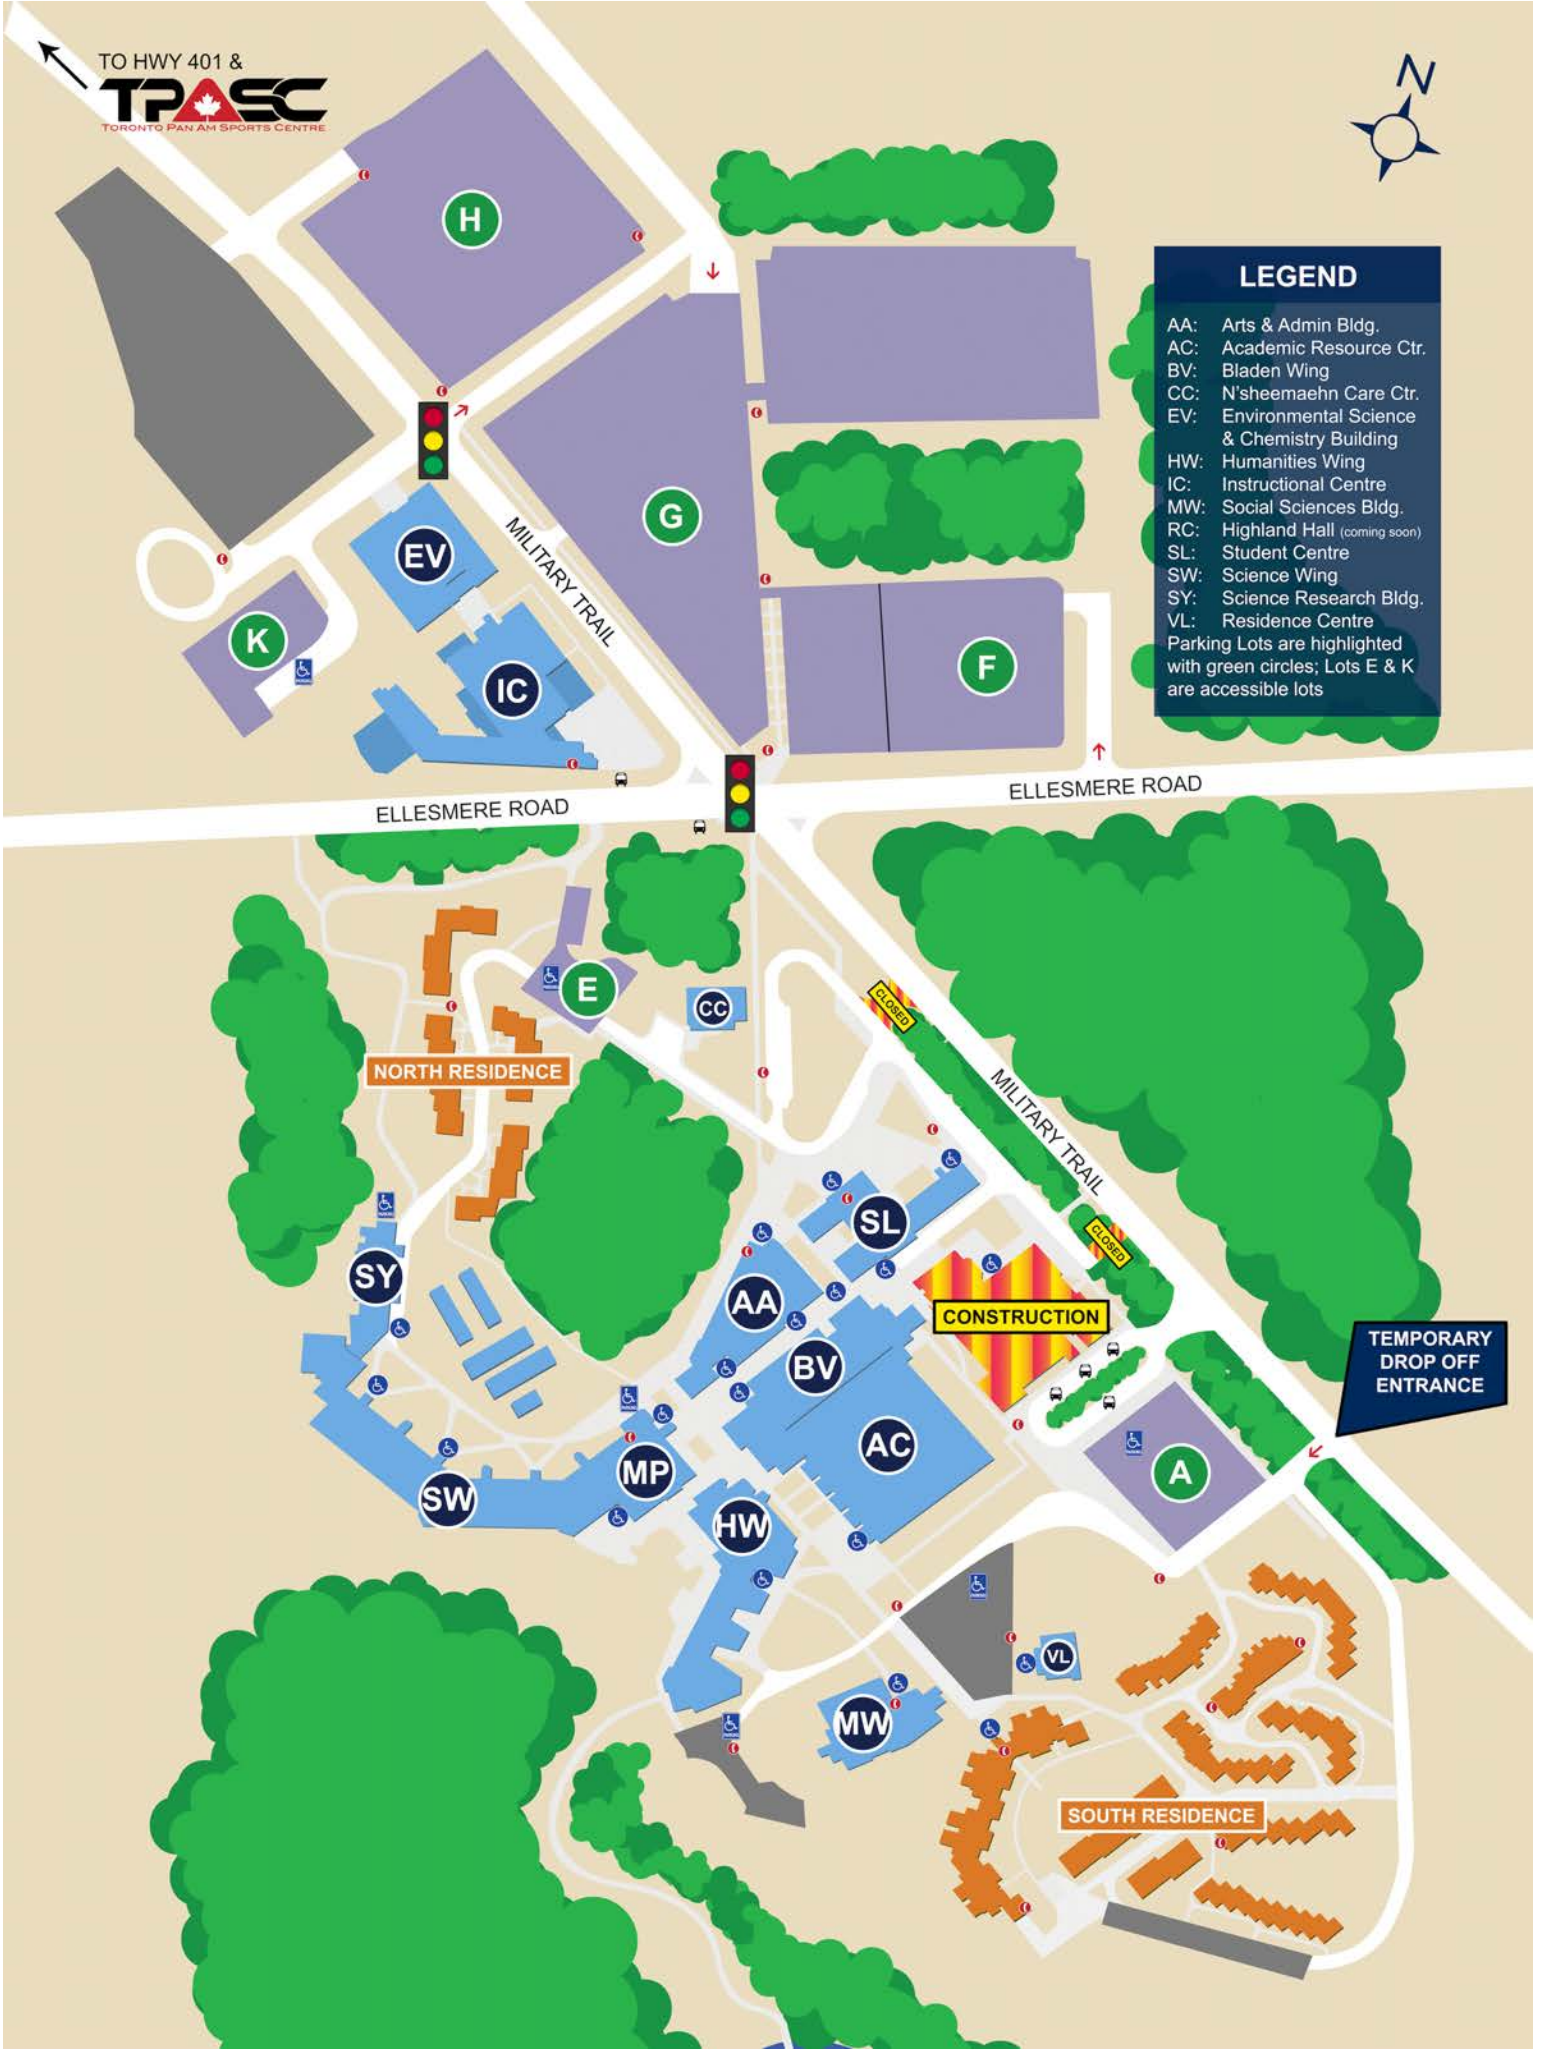 TO HWY 401 &
TPASC
TORONTO PAN AM SPORTS CENTRE
N
H
LEGEND
AA: Arts & Admin Bldg.
AC: Academic Resource Ctr.
BV: Bladen Wing
CC: N'sheemaehn Care Ctr.
EV: Environmental Science
& Chemistry Building
HW: Humanities Wing
IC: Instructional Centre
MW: Social Sciences Bldg.
RC: Highland Hall (coming soon)
SL: Student Centre
SW: Science Wing
SY: Science Research Bldg.
VL: Residence Centre
Parking Lots are highlighted
with green circles; Lots E & K
are accessible lots
G
EV
MILITARY TRAIL
K
IC
F
ELLESMERE ROAD
ELLESMERE ROAD
E
CC
CLOSED
NORTH RESIDENCE
MILITARY TRAIL
SL
CLOSED
SY
AA
CONSTRUCTION
BV
TEMPORARY
DROP OFF
ENTRANCE
AC
MP
A
SW
HW
VL
MW
SOUTH RESIDENCE